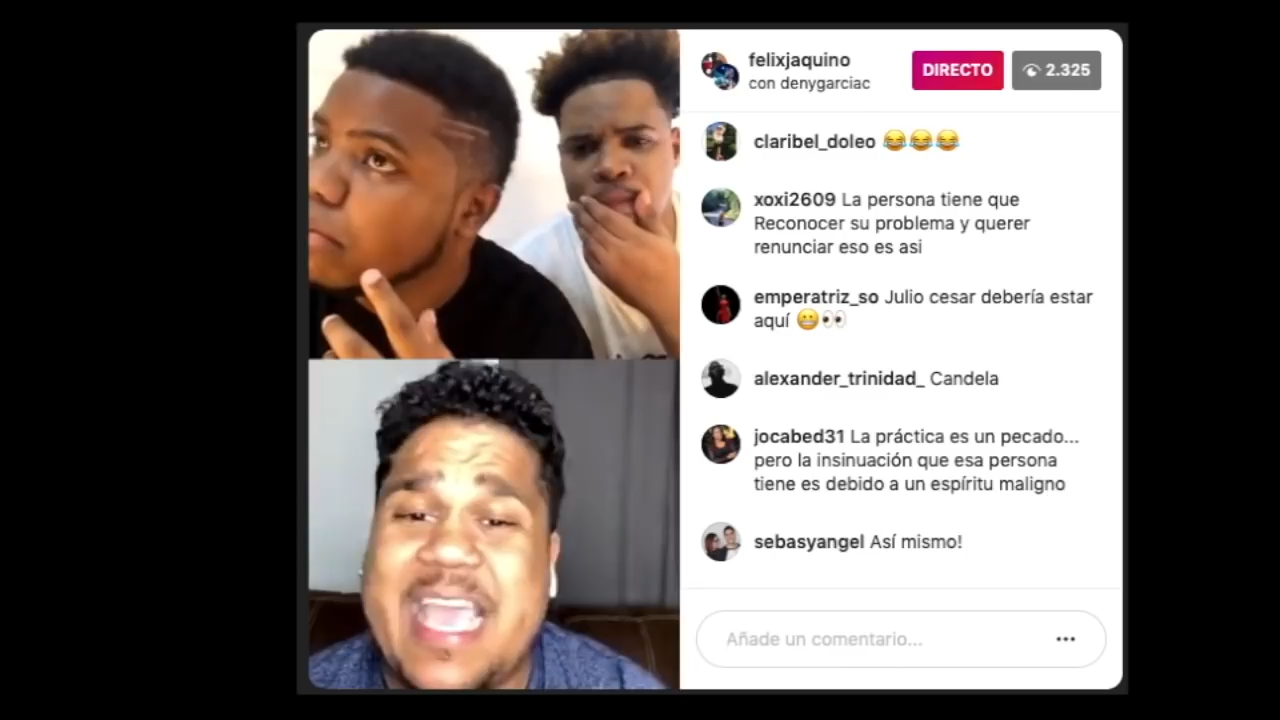 felixjaquino
con denygarciac
DIRECTO
2.325
claribel_doleo 😂😂😂
xoxi2609 La persona tiene que
Reconocer su problema y querer
renunciar eso es asi
emperatriz_so Julio cesar debería estar
aquí 😬👀
alexander_trinidad_ Candela
jocabed31 La práctica es un pecado...
pero la insinuación que esa persona
tiene es debido a un espíritu maligno
sebasyangel Así mismo!
Añade un comentario...